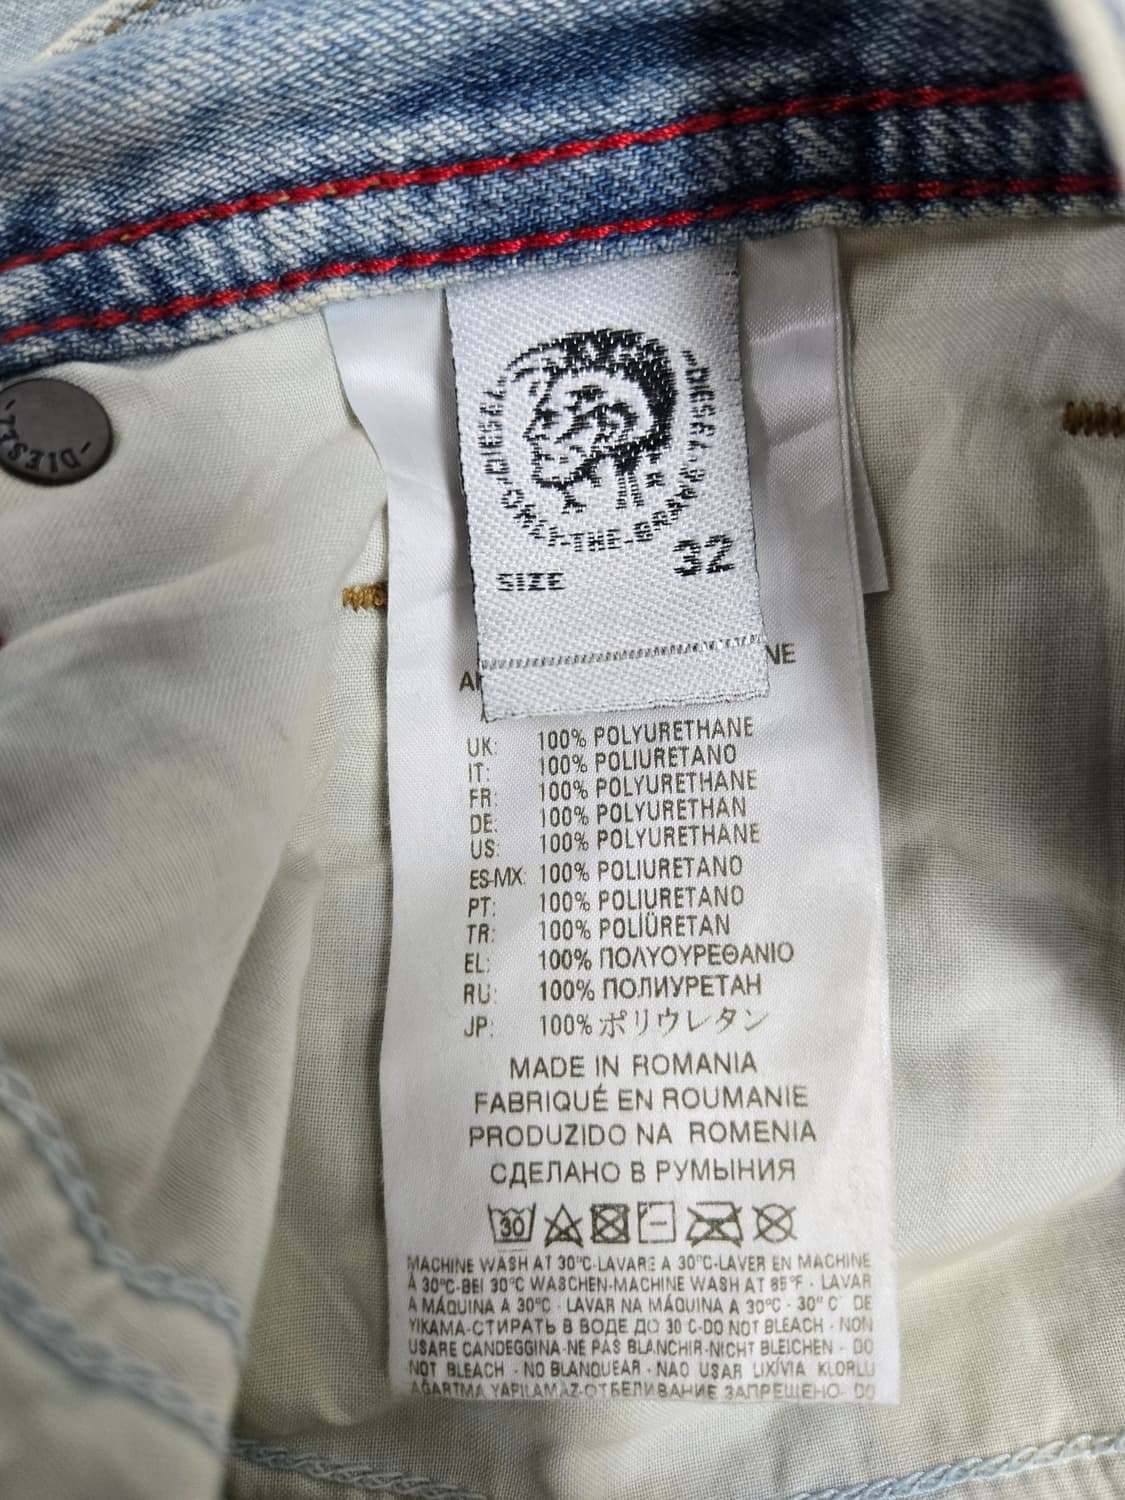 DIESEL
DIESEL
ONLY-THE-BRAVE
SIZE 32
NE
UK: 100% POLYURETHANE
IT: 100% POLIURETANO
FR: 100% POLYURETHANE
DE: 100% POLYURETHAN
US: 100% POLYURETHANE
ES-MX: 100% POLIURETANO
PT: 100% POLIURETANO
TR: 100% POLİÜRETAN
EL: 100% ΠΟΛΥΟΥΡΕΘΑΝΙΟ
RU: 100% ПОЛИУРЕТАН
JP: 100% ポリウレタン
MADE IN ROMANIA
FABRIQUÉ EN ROUMANIE
PRODUZIDO NA ROMENIA
СДЕЛАНО В РУМЫНИЯ
30
MACHINE WASH AT 30°C-LAVARE A 30°C-LAVER EN MACHINE
À 30°C-BEI 30°C WASCHEN-MACHINE WASH AT 85°F - LAVAR
A MÁQUINA A 30°C - LAVAR NA MÁQUINA A 30°C - 30° C' DE
YIKAMA-СТИРАТЬ В ВОДЕ ДО 30°C-DO NOT BLEACH - NON
USARE CANDEGGINA-NE PAS BLANCHIR-NICHT BLEICHEN - DO
NOT BLEACH - NO BLANQUEAR - NAO USAR LIXÍVIA KLORLU
AĞARTMA YAPILAMAZ-ОТБЕЛИВАНИЕ ЗАПРЕЩЕНО- DO
-DIESEL-